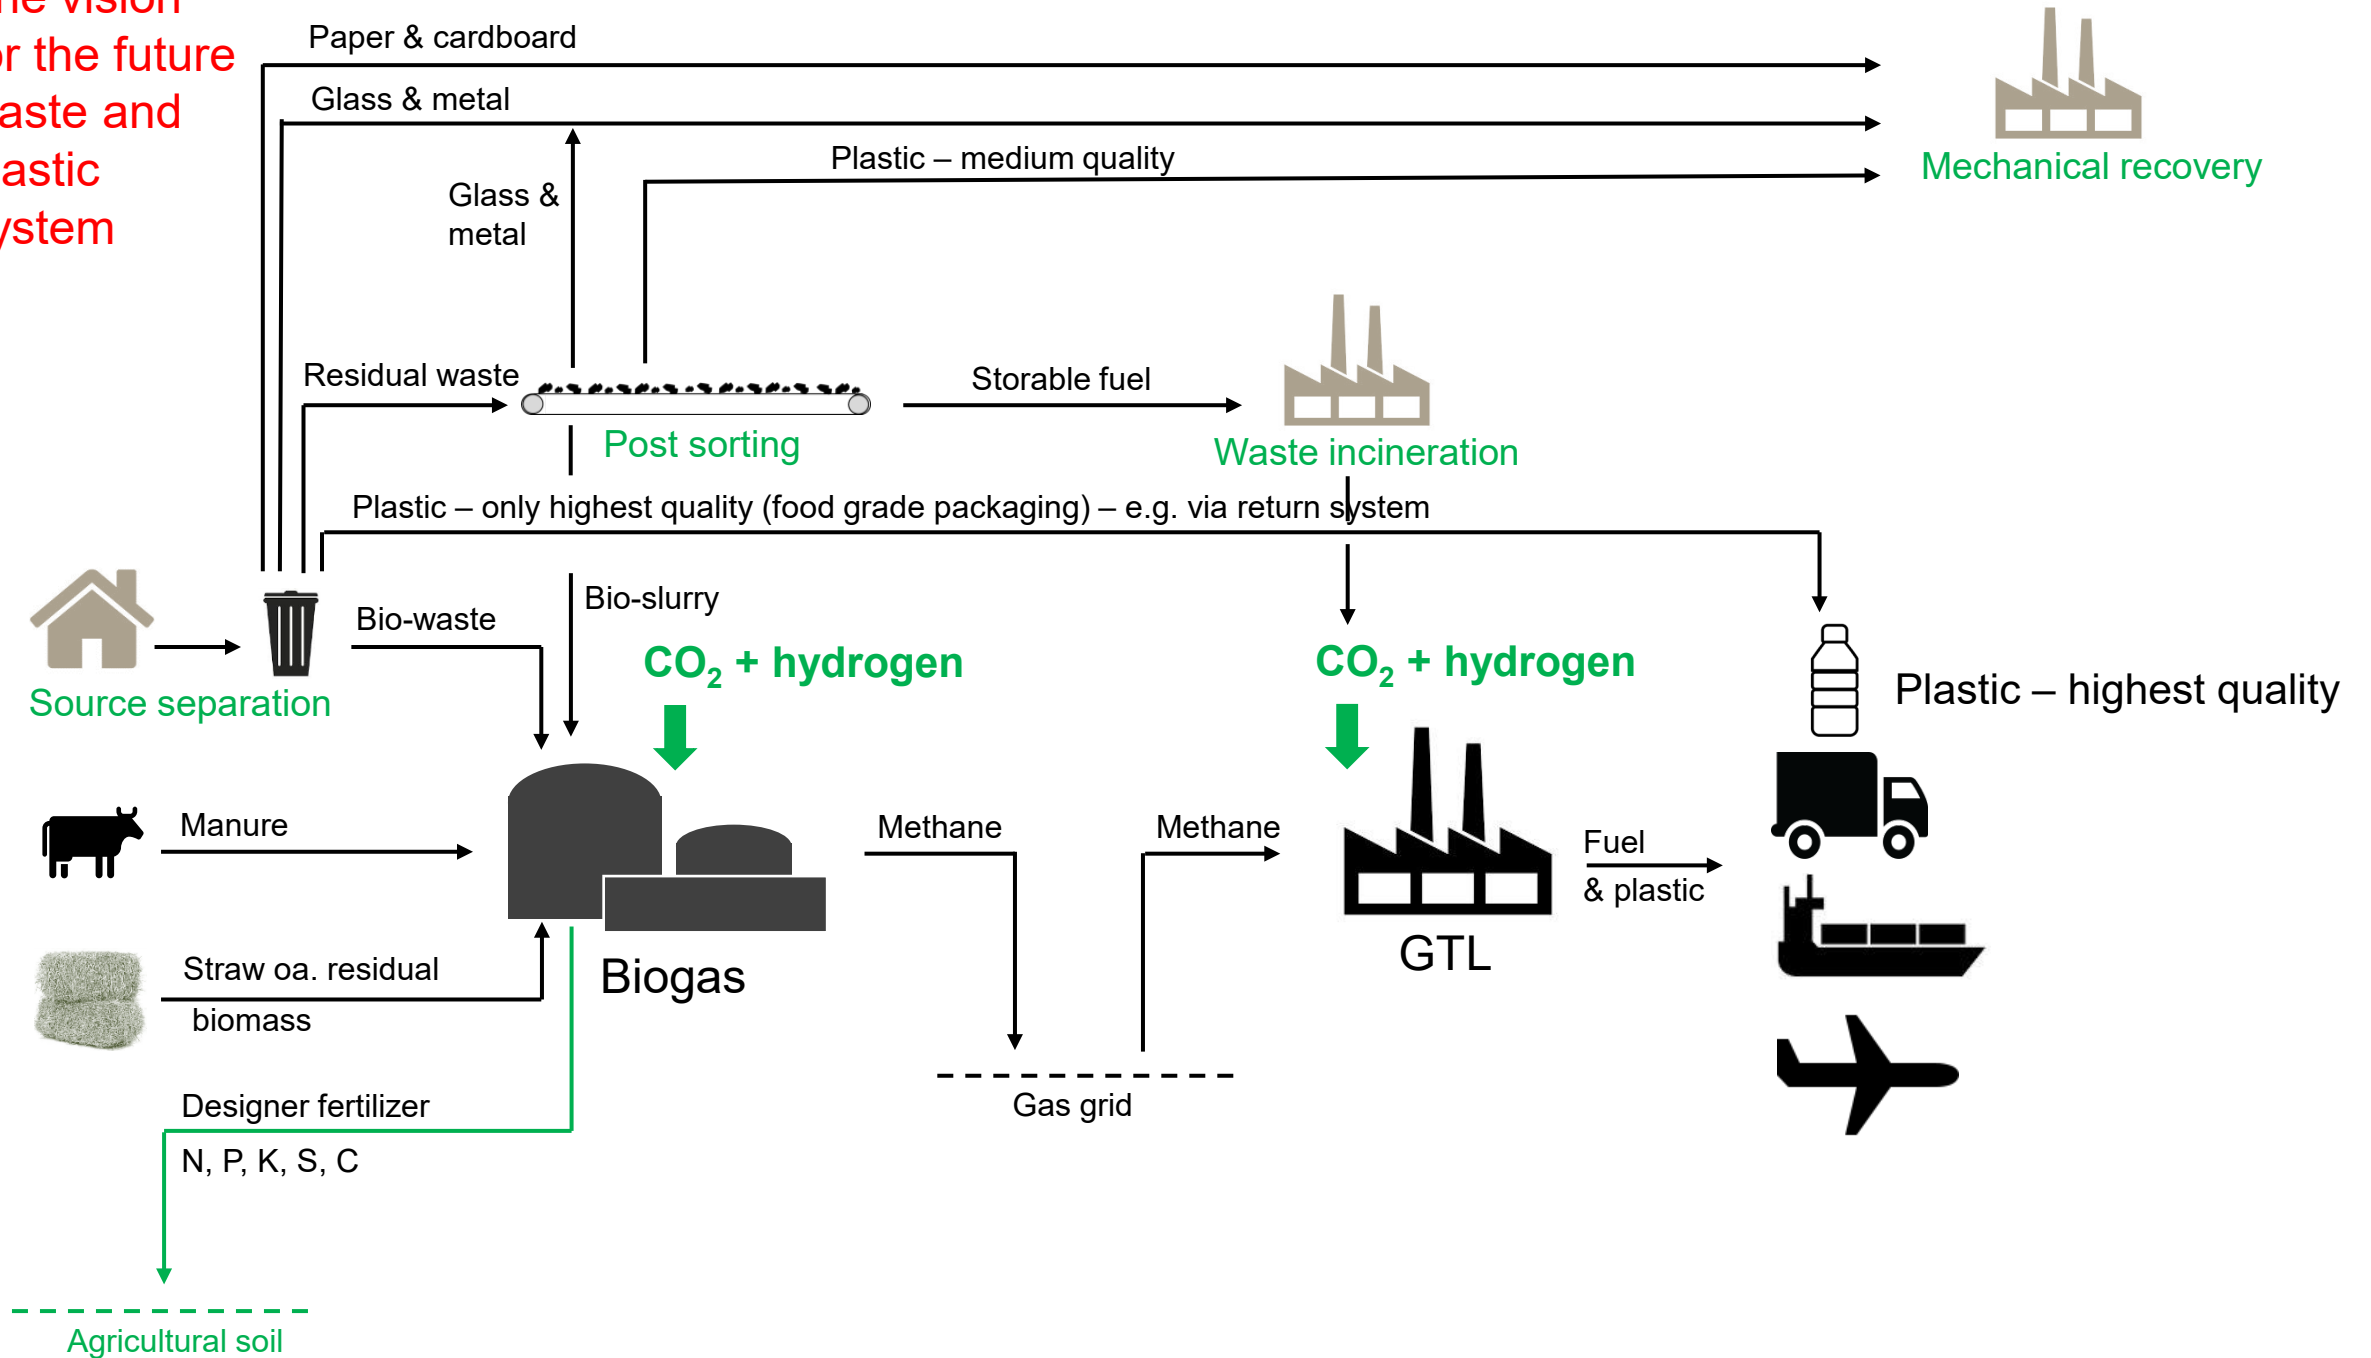 he vision
or the future
aste and
astic
ystem
Paper & cardboard
Glass & metal
Plastic – medium quality
Mechanical recovery
Glass &
metal
Residual waste
Storable fuel
Post sorting
Waste incineration
Plastic – only highest quality (food grade packaging) – e.g. via return system
Bio-waste
Bio-slurry
Source separation
CO2 + hydrogen
CO2 + hydrogen
Plastic – highest quality
Manure
Methane
Methane
Fuel
& plastic
GTL
Straw oa. residual
biomass
Biogas
Designer fertilizer
N, P, K, S, C
Gas grid
Agricultural soil